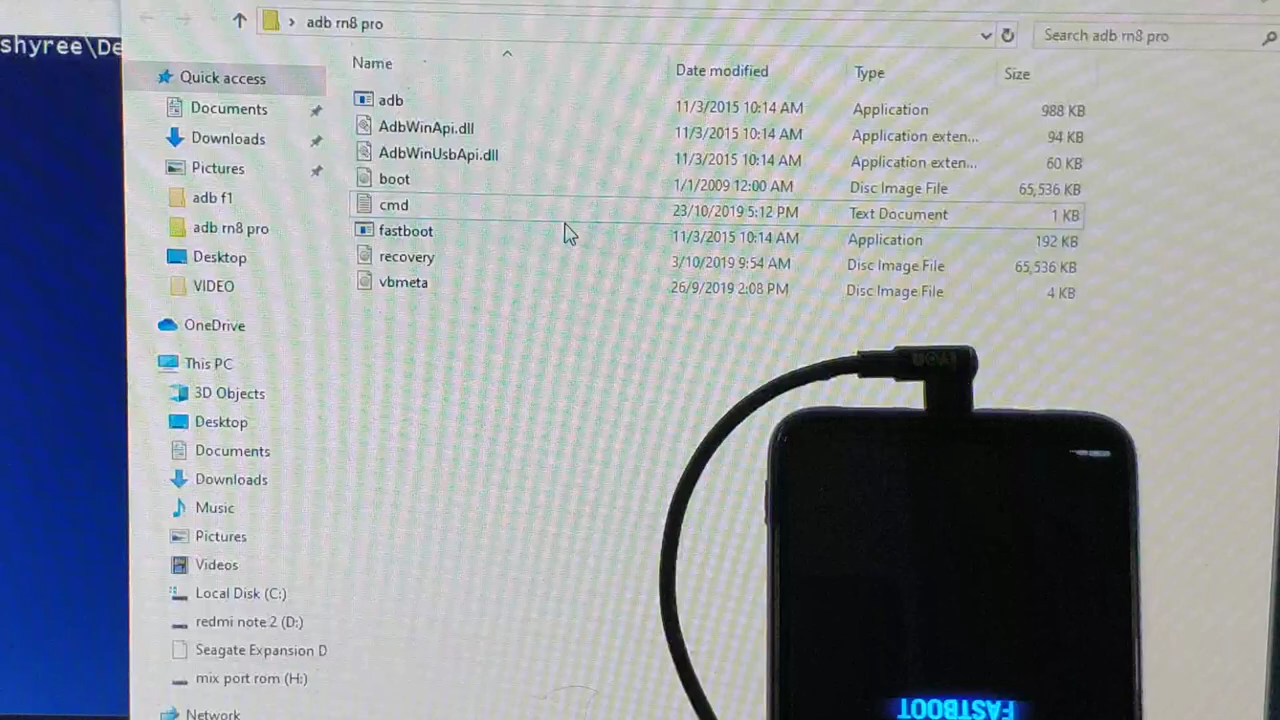 shyree\De
adb rn8 pro
Search adb rn8 pro
Name Date modified Type Size
Quick access
Documents
Downloads
Pictures
adb f1
adb rn8 pro
Desktop
VIDEO
OneDrive
This PC
3D Objects
Desktop
Documents
Downloads
Music
Pictures
Videos
Local Disk (C:)
redmi note 2 (D:)
Seagate Expansion D
mix port rom (H:)
Network
adb 11/3/2015 10:14 AM Application 988 KB
AdbWinApi.dll 11/3/2015 10:14 AM Application exten... 94 KB
AdbWinUsbApi.dll 11/3/2015 10:14 AM Application exten... 60 KB
boot 1/1/2009 12:00 AM Disc Image File 65,536 KB
cmd 23/10/2019 5:12 PM Text Document 1 KB
fastboot 11/3/2015 10:14 AM Application 192 KB
recovery 3/10/2019 9:54 AM Disc Image File 65,536 KB
vbmeta 26/9/2019 2:08 PM Disc Image File 4 KB
FASTBOOT